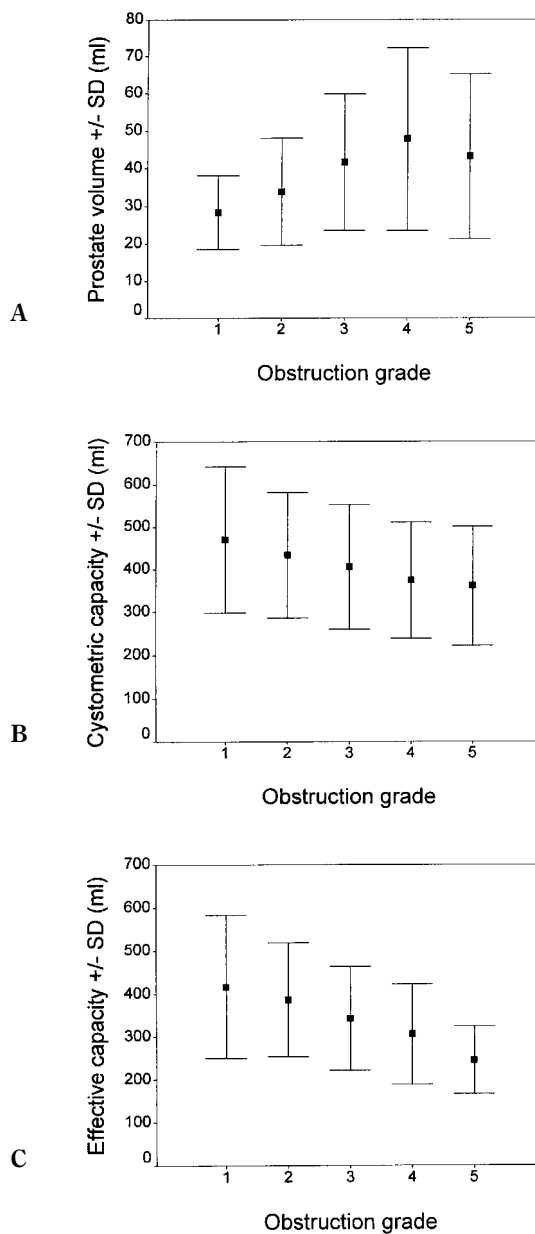 A
Prostate volume +/- SD (ml)
80
70
60
50
40
30
20
10
0
1 2 3 4 5
Obstruction grade
B
Cystometric capacity +/- SD (ml)
700
600
500
400
300
200
100
0
1 2 3 4 5
Obstruction grade
C
Effective capacity +/- SD (ml)
700
600
500
400
300
200
100
0
1 2 3 4 5
Obstruction grade